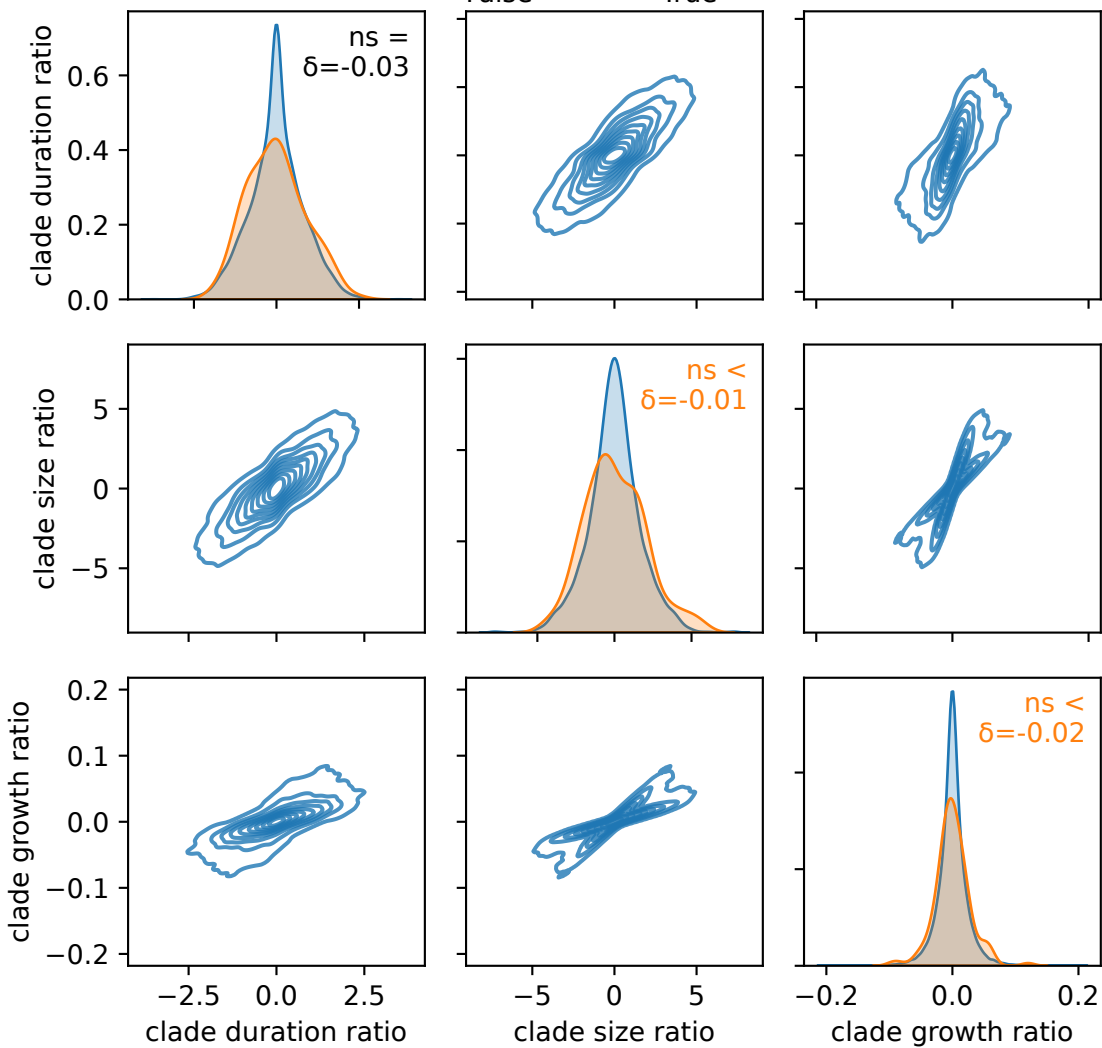 False True
clade duration ratio
0.6
0.4
0.2
0.0
ns =
δ=-0.03
clade size ratio
5
0
−5
ns <
δ=-0.01
clade growth ratio
0.2
0.1
0.0
−0.1
−0.2
ns <
δ=-0.02
−2.5 0.0 2.5
−5 0 5
−0.2 0.0 0.2
clade duration ratio
clade size ratio
clade growth ratio